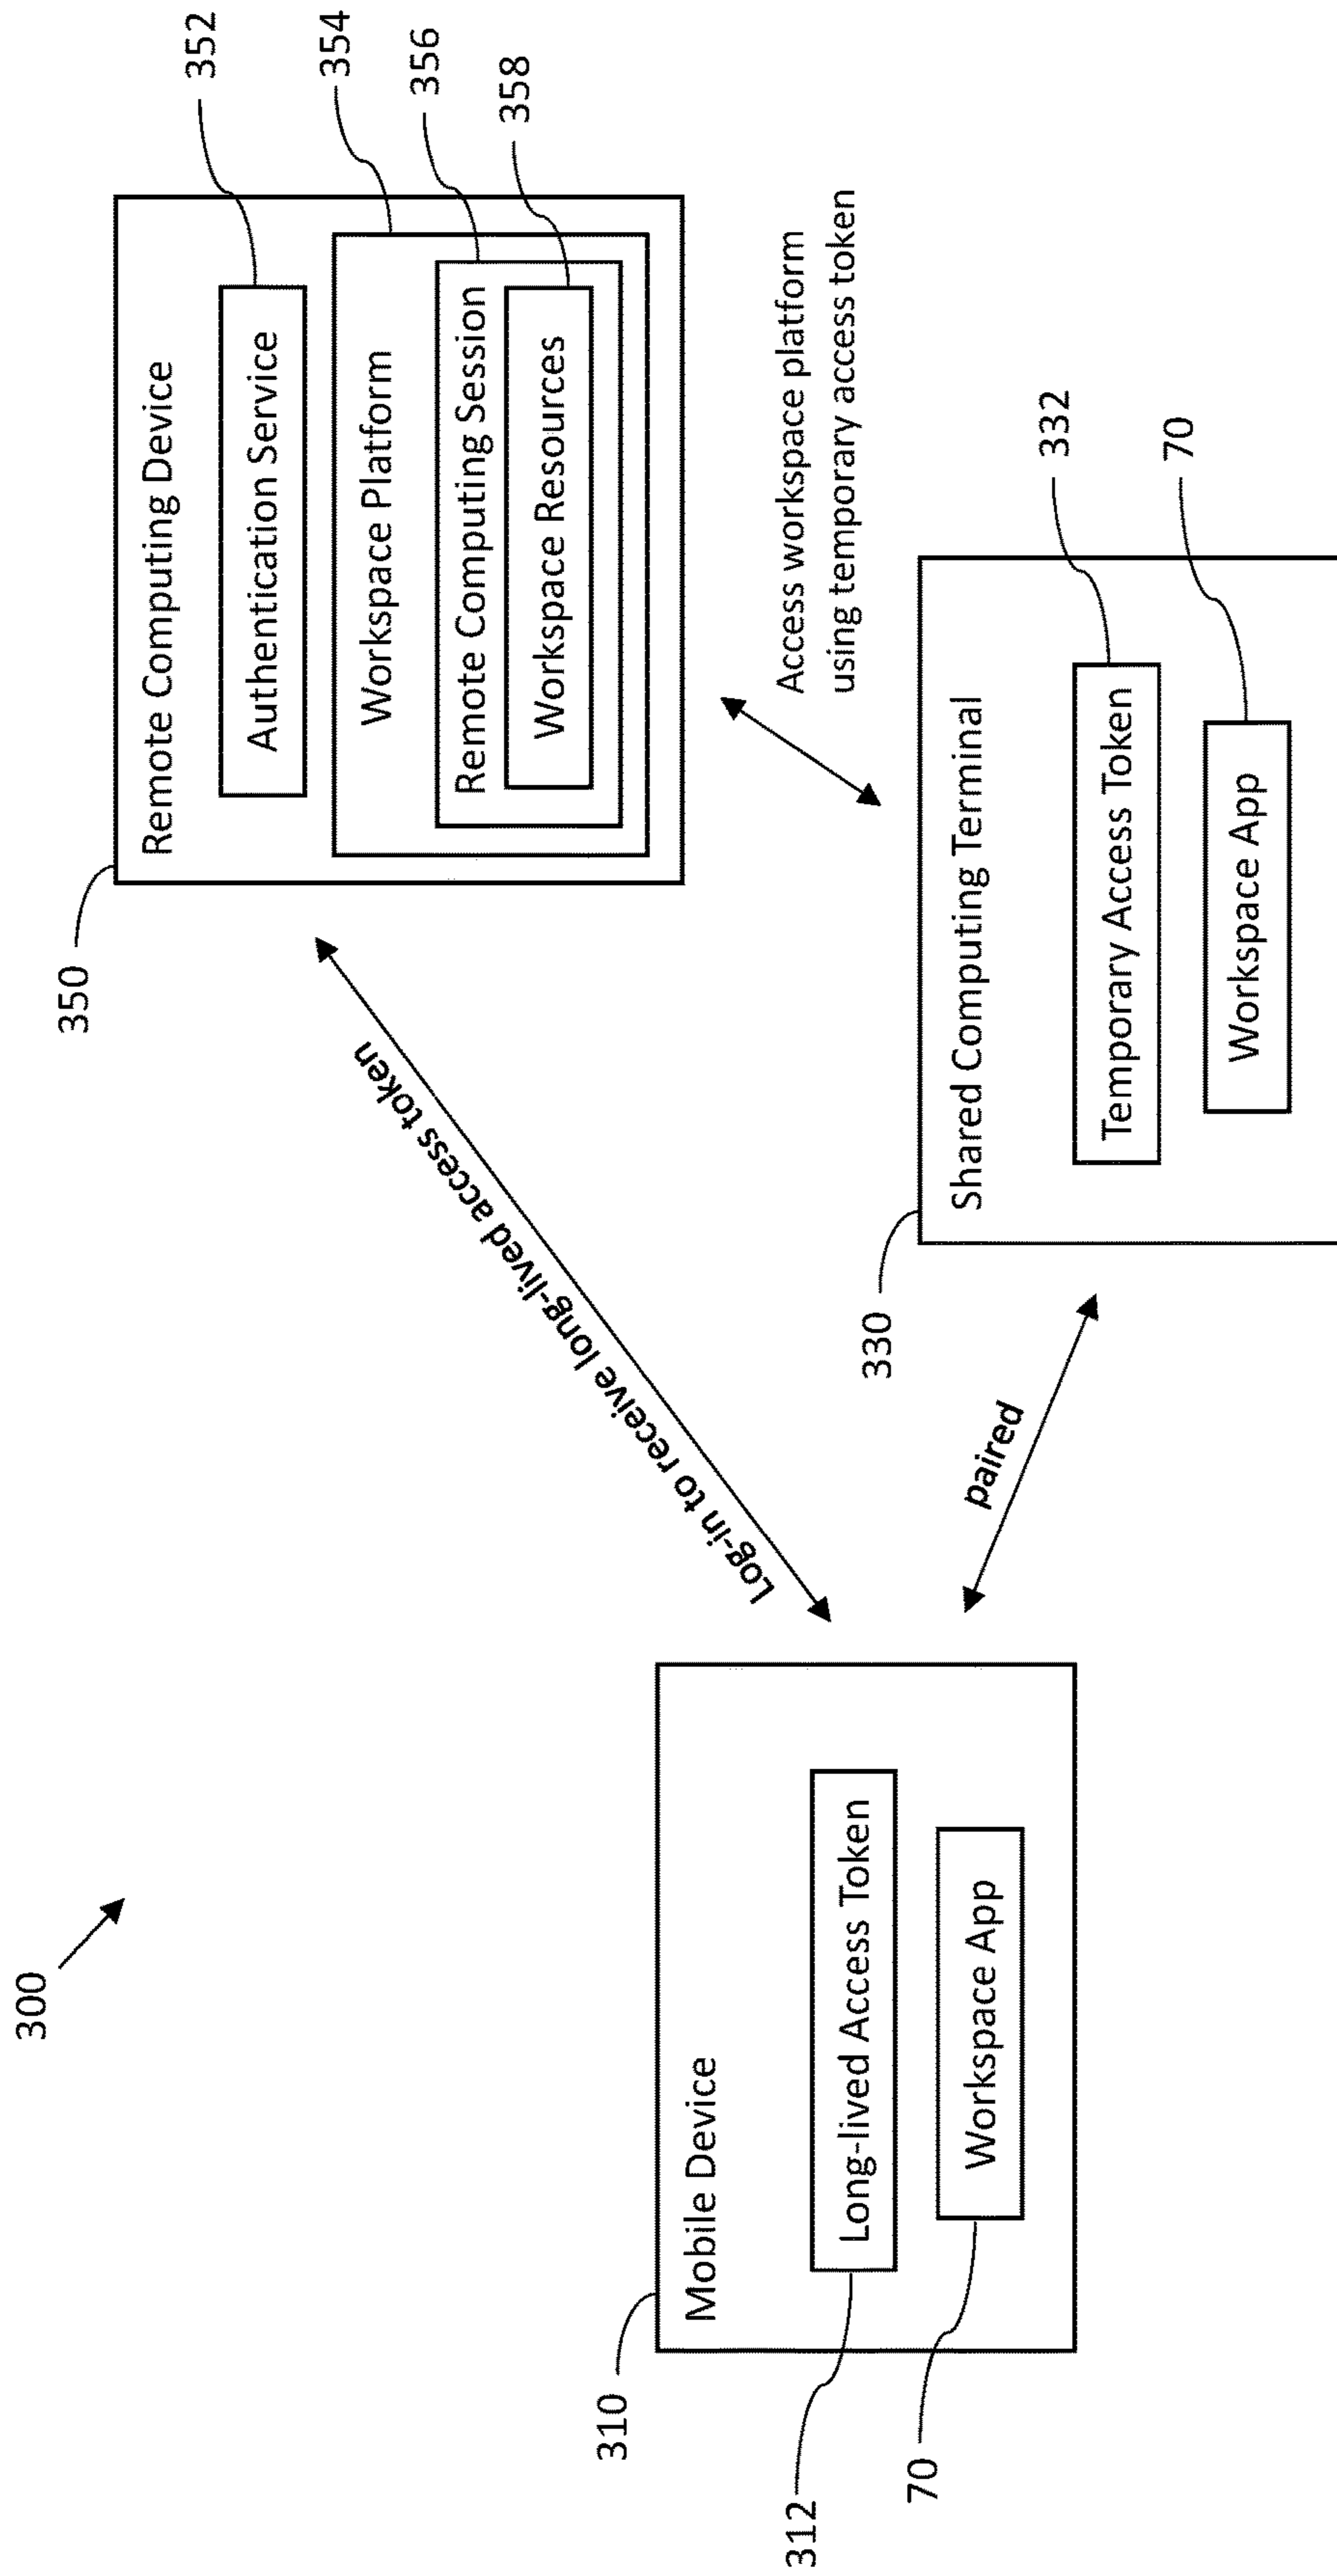 300
350
Remote Computing Device
Authentication Service
352
Workspace Platform
354
Remote Computing Session
356
Workspace Resources
358
Log-in to receive long-lived access token
Access workspace platform
using temporary access token
310
Mobile Device
Long-lived Access Token
312
Workspace App
70
paired
330
Shared Computing Terminal
Temporary Access Token
332
Workspace App
70